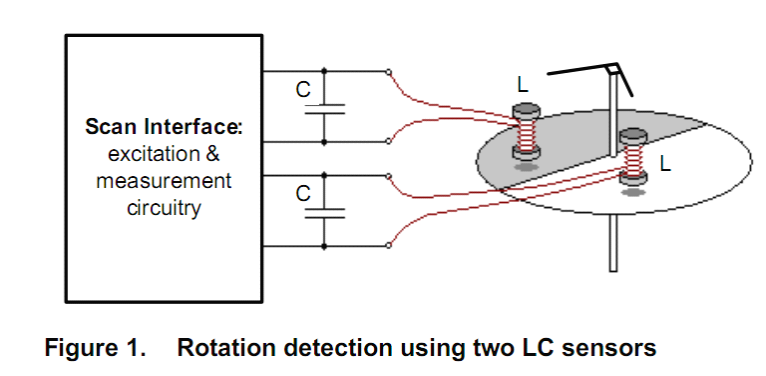 Scan Interface:
excitation &
measurement
circuitry
C
C
L
L
Figure 1. Rotation detection using two LC sensors